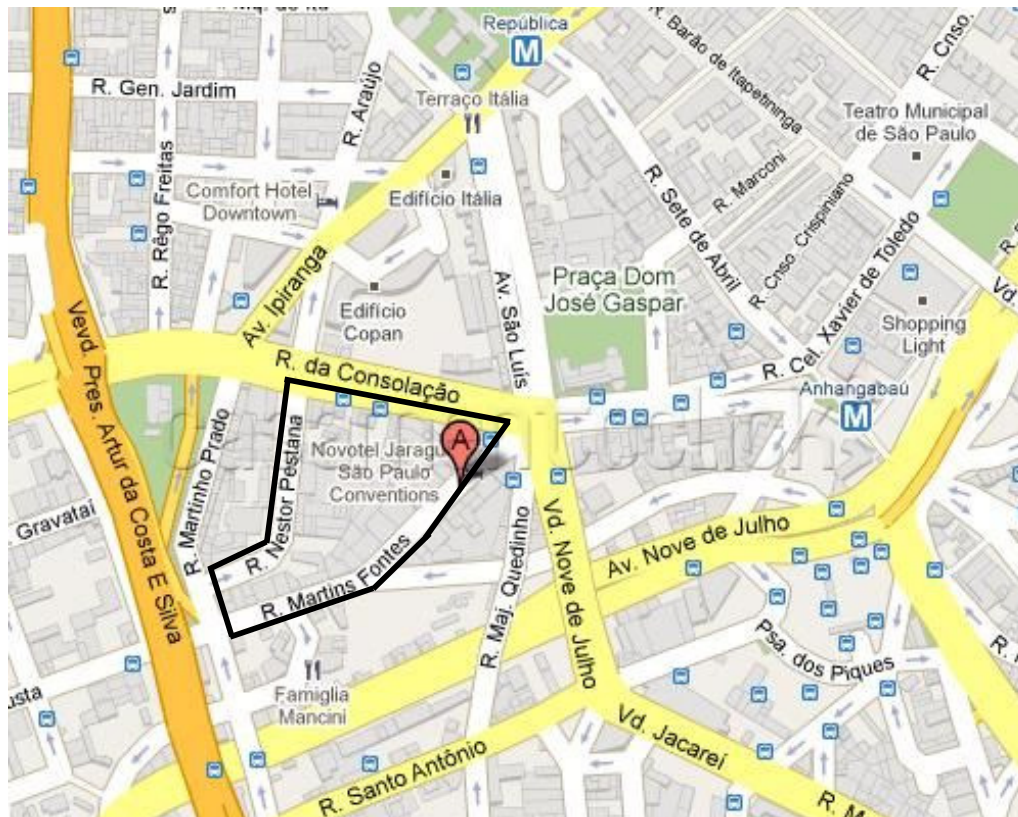 República
M
R. Barão de Itapetininga
R. Cnso.
R. Gen. Jardim
R. Araújo
Terraço Itália
Teatro Municipal
de São Paulo
R. Marconi
R. Rêgo Freitas
Comfort Hotel
Downtown
Edifício Itália
R. Sete de Abril
R. Cnso. Crispiniano
R. Cel. Xavier de Toledo
Av. Ipiranga
Av. São Luís
Praça Dom
José Gaspar
Edifício
Copan
Vd.
Shopping
Light
Vevd. Pres. Artur da Costa E Silva
R. da Consolação
Anhangabaú
M
R. Martinho Prado
R. Nestor Pestana
A
Novotel Jaragu
São Paulo
Conventions
Gravataí
R. Martins Fontes
R. Maj. Quedinho
Vd. Nove de Julho
Av. Nove de Julho
Psa. dos Piques
usta
Famiglia
Mancini
R. Santo Antônio
Vd. Jacareí
R. M